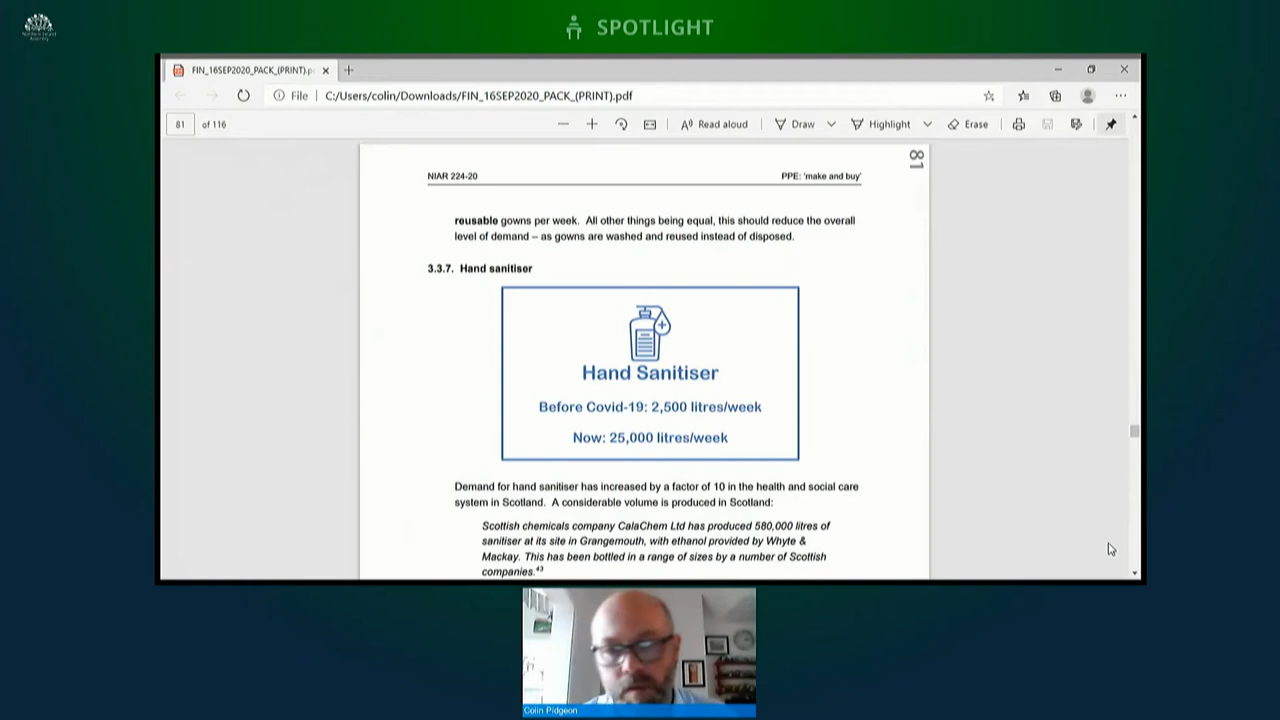 SPOTLIGHT
FIN_16SEP2020_PACK_(PRINT).p
File C:/Users/colin/Downloads/FIN_16SEP2020_PACK_(PRINT).pdf
81 of 116 Read aloud Draw Highlight Erase
81
NIAR 224-20 PPE: 'make and buy'
reusable gowns per week. All other things being equal, this should reduce the overall
level of demand – as gowns are washed and reused instead of disposed.
3.3.7. Hand sanitiser
Hand Sanitiser
Before Covid-19: 2,500 litres/week
Now: 25,000 litres/week
Demand for hand sanitiser has increased by a factor of 10 in the health and social care
system in Scotland. A considerable volume is produced in Scotland:
Scottish chemicals company CalaChem Ltd has produced 580,000 litres of
sanitiser at its site in Grangemouth, with ethanol provided by Whyte &
Mackay. This has been bottled in a range of sizes by a number of Scottish
companies.43
Colin Pidgeon